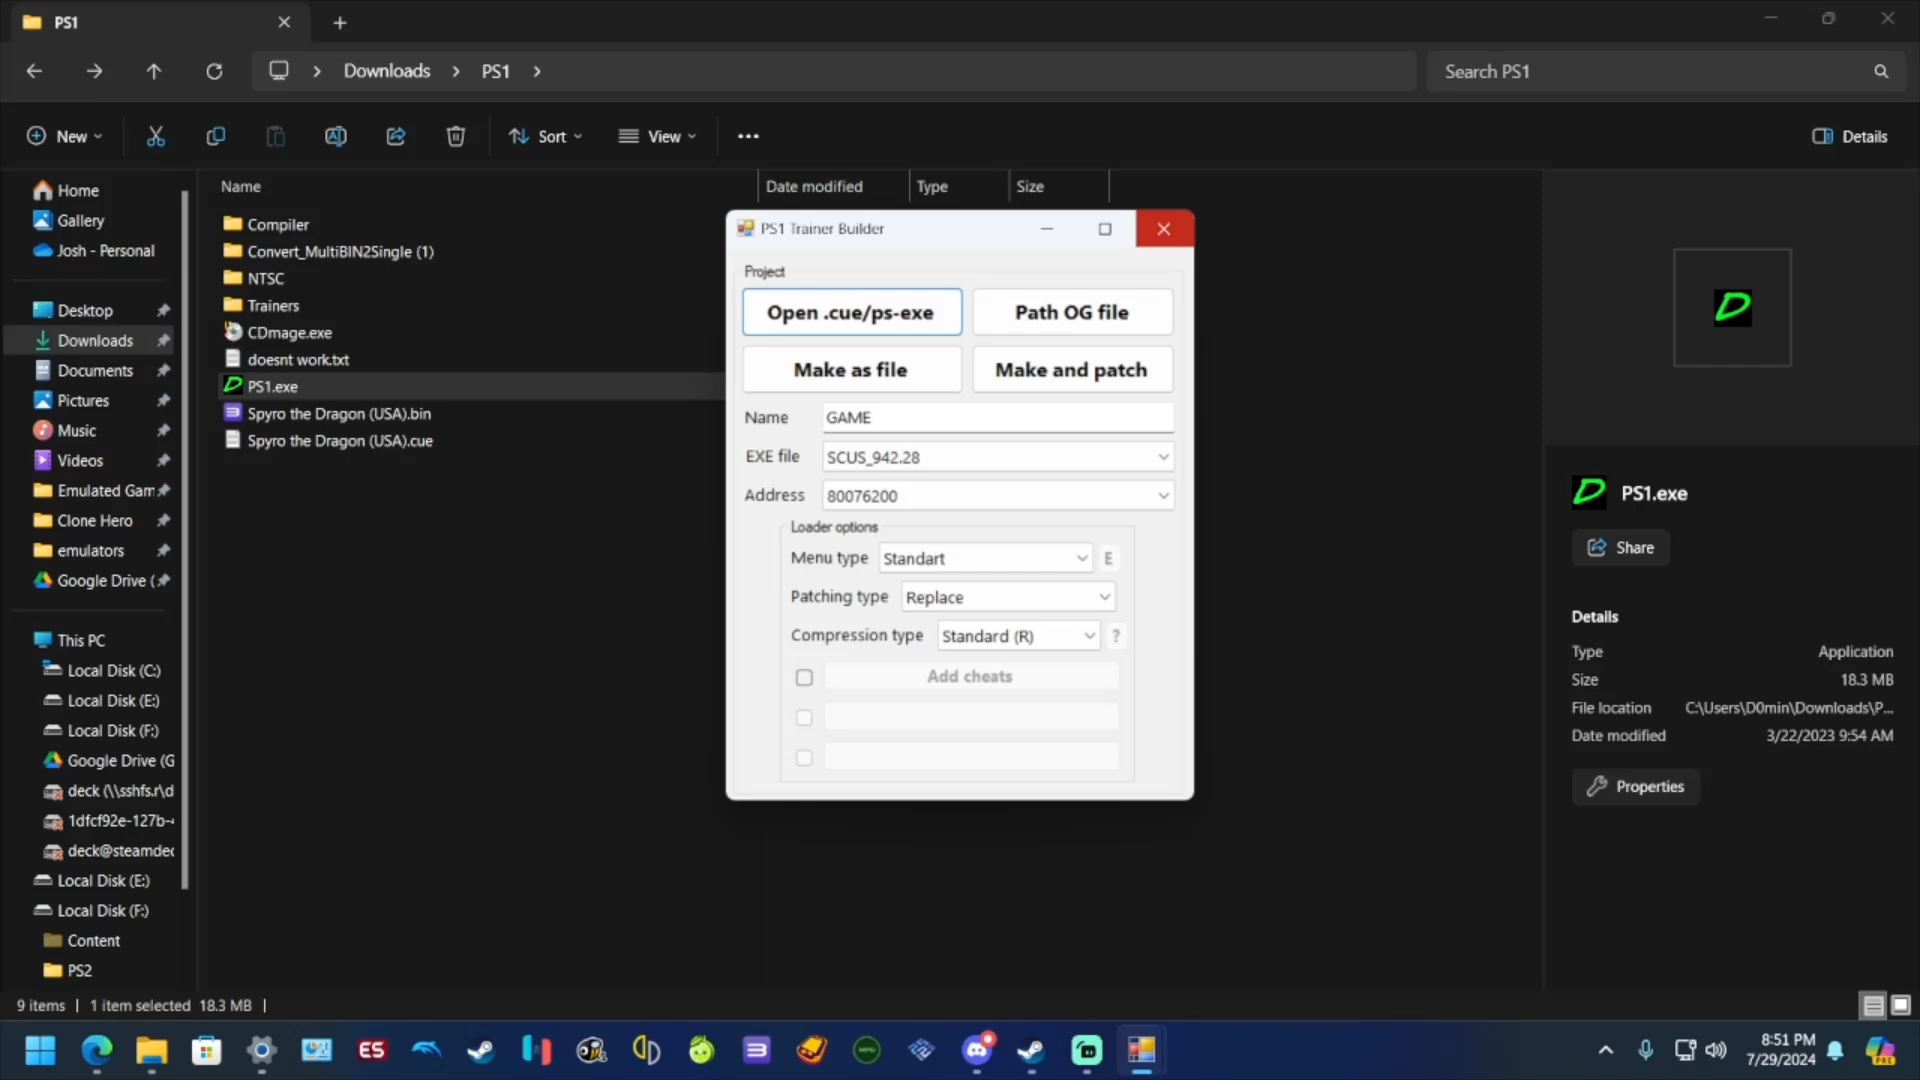 PS1
Downloads
PS1
Search PS1
New
Sort
View
Details
Home
Gallery
Josh - Personal
Desktop
Downloads
Documents
Pictures
Music
Videos
Emulated Gam
Clone Hero
emulators
Google Drive (
This PC
Local Disk (C:)
Local Disk (E:)
Local Disk (F:)
Google Drive (G
deck (\\sshfs.r\d
1dfcf92e-127b-
deck@steamdec
Local Disk (E:)
Local Disk (F:)
Content
PS2
Name
Date modified
Type
Size
Compiler
Convert_MultiBIN2Single (1)
NTSC
Trainers
CDmage.exe
doesnt work.txt
PS1.exe
Spyro the Dragon (USA).bin
Spyro the Dragon (USA).cue
PS1 Trainer Builder
Project
Open .cue/ps-exe
Path OG file
Make as file
Make and patch
Name
GAME
EXE file
SCUS_942.28
Address
80076200
Loader options
Menu type
Standart
E
Patching type
Replace
Compression type
Standard (R)
?
Add cheats
PS1.exe
Share
Details
Type
Application
Size
18.3 MB
File location
C:\Users\D0min\Downloads\P...
Date modified
3/22/2023 9:54 AM
Properties
9 items
1 item selected 18.3 MB
ES
8:51 PM
7/29/2024
PRE